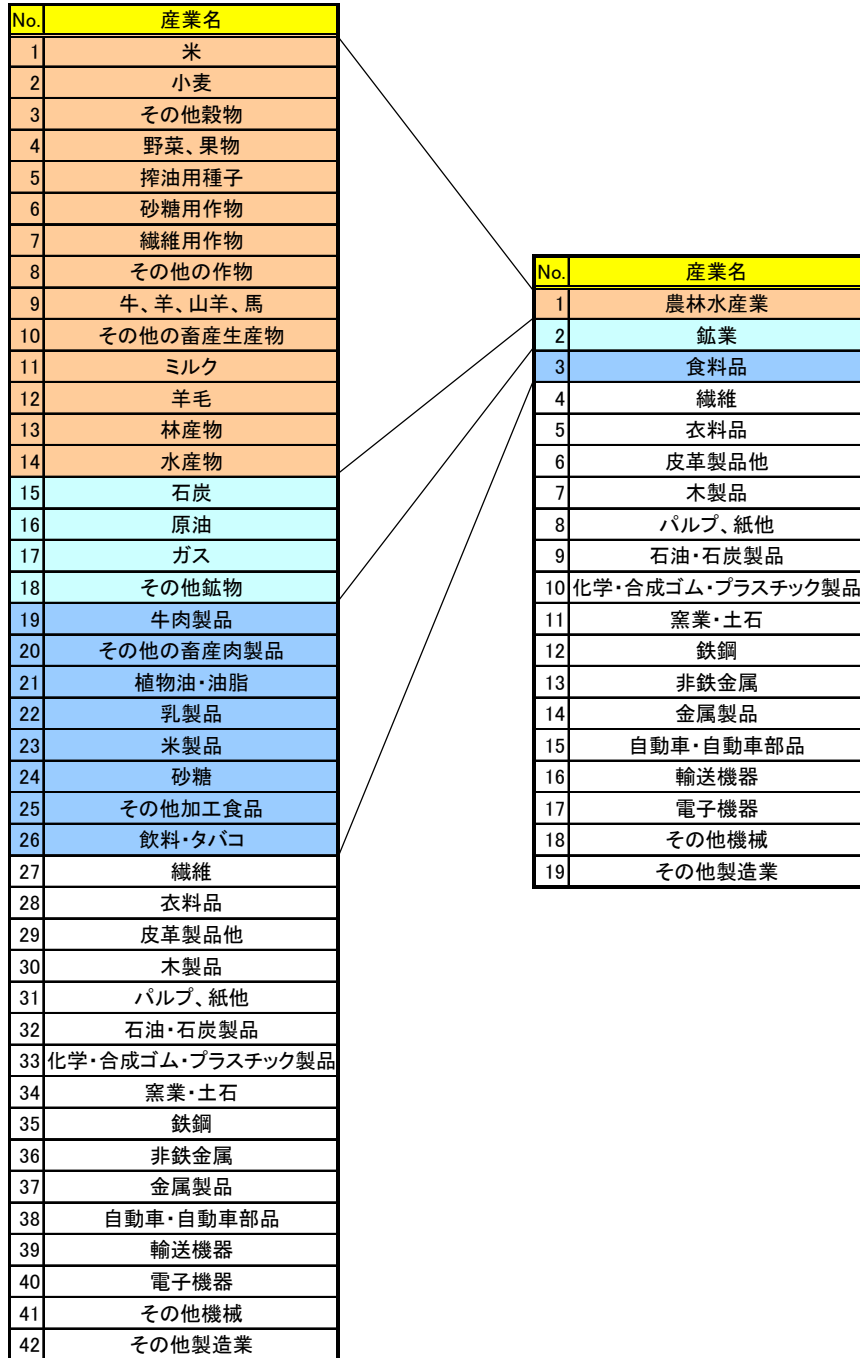 No. 産業名
1 米
2 小麦
3 その他穀物
4 野菜、果物
5 搾油用種子
6 砂糖用作物
7 繊維用作物
8 その他の作物
9 牛、羊、山羊、馬
10 その他の畜産生産物
11 ミルク
12 羊毛
13 林産物
14 水産物
15 石炭
16 原油
17 ガス
18 その他鉱物
19 牛肉製品
20 その他の畜産肉製品
21 植物油・油脂
22 乳製品
23 米製品
24 砂糖
25 その他加工食品
26 飲料・タバコ
27 繊維
28 衣料品
29 皮革製品他
30 木製品
31 パルプ、紙他
32 石油・石炭製品
33 化学・合成ゴム・プラスチック製品
34 窯業・土石
35 鉄鋼
36 非鉄金属
37 金属製品
38 自動車・自動車部品
39 輸送機器
40 電子機器
41 その他機械
42 その他製造業
No. 産業名
1 農林水産業
2 鉱業
3 食料品
4 繊維
5 衣料品
6 皮革製品他
7 木製品
8 パルプ、紙他
9 石油・石炭製品
10 化学・合成ゴム・プラスチック製品
11 窯業・土石
12 鉄鋼
13 非鉄金属
14 金属製品
15 自動車・自動車部品
16 輸送機器
17 電子機器
18 その他機械
19 その他製造業